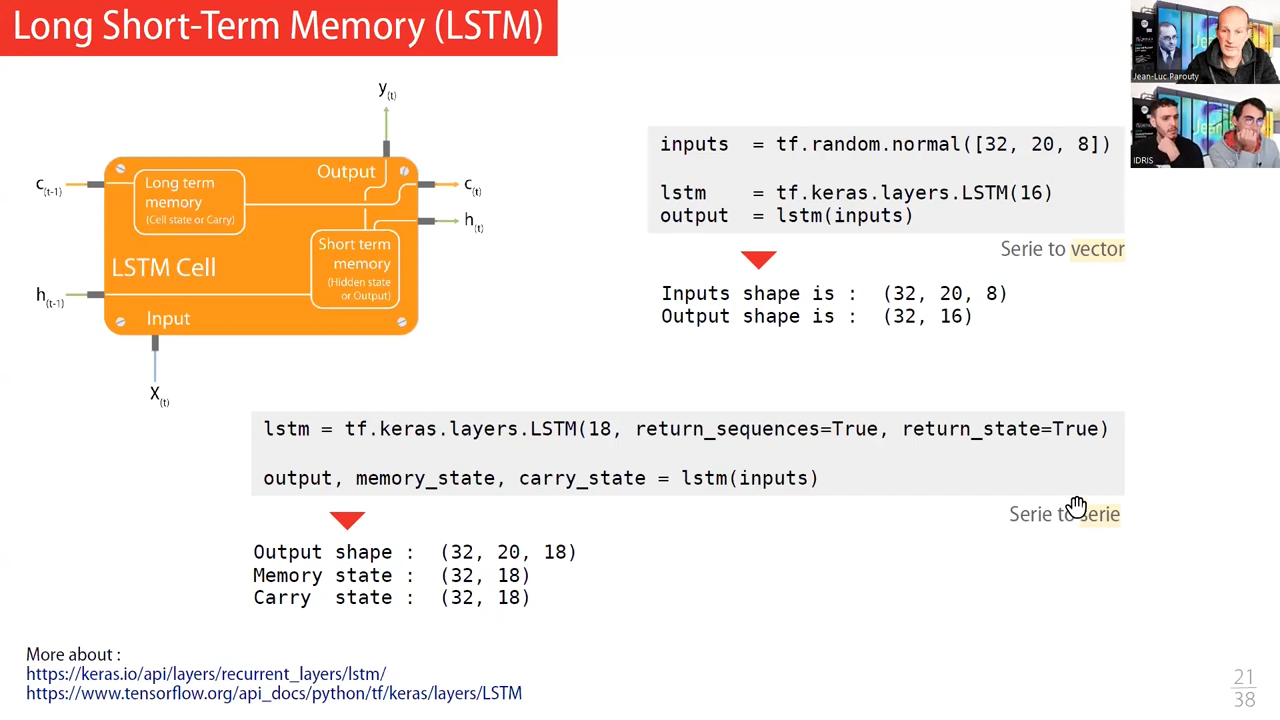 Long Short-Term Memory (LSTM)
Jean-Luc Parouty
IDRIS
y(t)
c(t-1)
Long term
memory
(Cell state or Carry)
Output
c(t)
h(t)
Short term
memory
(Hidden state
or Output)
LSTM Cell
h(t-1)
Input
X(t)
inputs = tf.random.normal([32, 20, 8])
lstm = tf.keras.layers.LSTM(16)
output = lstm(inputs)
Serie to vector
Inputs shape is : (32, 20, 8)
Output shape is : (32, 16)
lstm = tf.keras.layers.LSTM(18, return_sequences=True, return_state=True)
output, memory_state, carry_state = lstm(inputs)
Serie to serie
Output shape : (32, 20, 18)
Memory state : (32, 18)
Carry state : (32, 18)
More about :
https://keras.io/api/layers/recurrent_layers/lstm/
https://www.tensorflow.org/api_docs/python/tf/keras/layers/LSTM
21
38